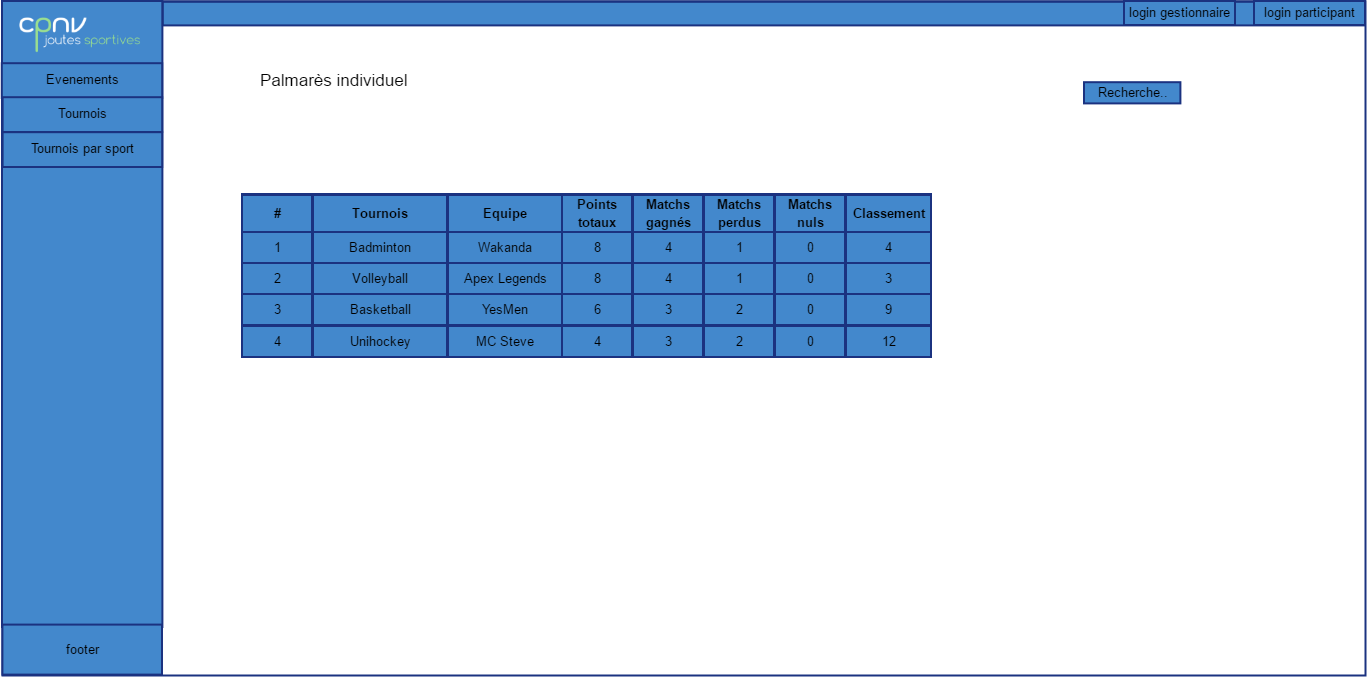 login gestionnaire login participant
cpnv
joutes sportives
Evenements
Tournois
Tournois par sport
footer
Palmarès individuel
Recherche..
# Tournois Equipe Points totaux Matchs gagnés Matchs perdus Matchs nuls Classement
1 Badminton Wakanda 8 4 1 0 4
2 Volleyball Apex Legends 8 4 1 0 3
3 Basketball YesMen 6 3 2 0 9
4 Unihockey MC Steve 4 3 2 0 12